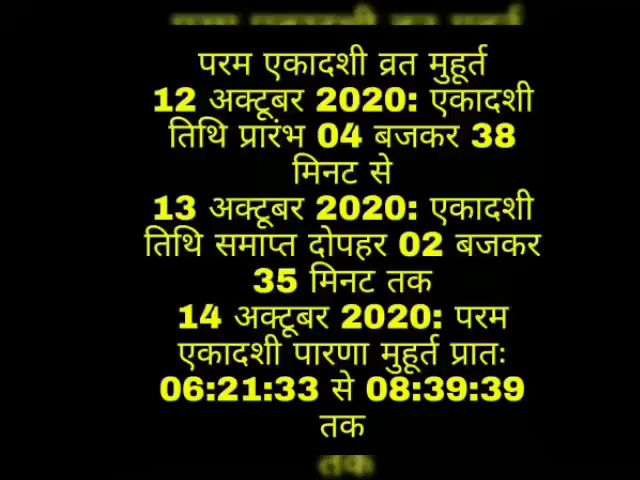 परम एकादशी व्रत मुहूर्त
12 अक्टूबर 2020: एकादशी
तिथि प्रारंभ 04 बजकर 38
मिनट से
13 अक्टूबर 2020: एकादशी
तिथि समाप्त दोपहर 02 बजकर
35 मिनट तक
14 अक्टूबर 2020: परम
एकादशी पारणा मुहूर्त प्रातः
06:21:33 से 08:39:39
तक